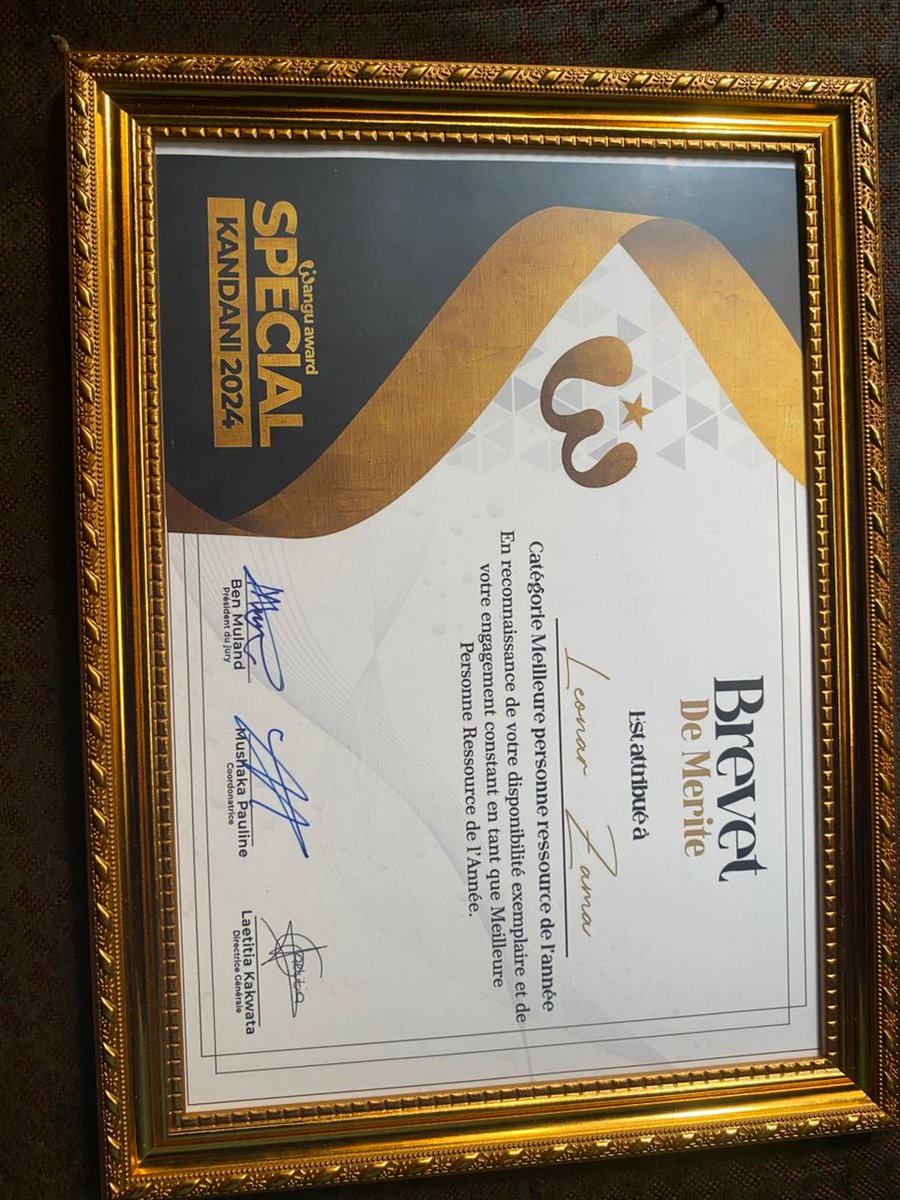 Brevet
De Merite
Est attribué à
Leonar Zama
Catégorie Meilleure personne ressource de l'année
En reconnaissance de votre disponibilité exemplaire et de
votre engagement constant en tant que Meilleure
Personne Ressource de l'Année.
Wangu award
SPECIAL
KANDANI 2024
Ben Muland
Président du jury
Mushaka Pauline
Coordonatrice
Laetitia Kakwata
Directrice Générale